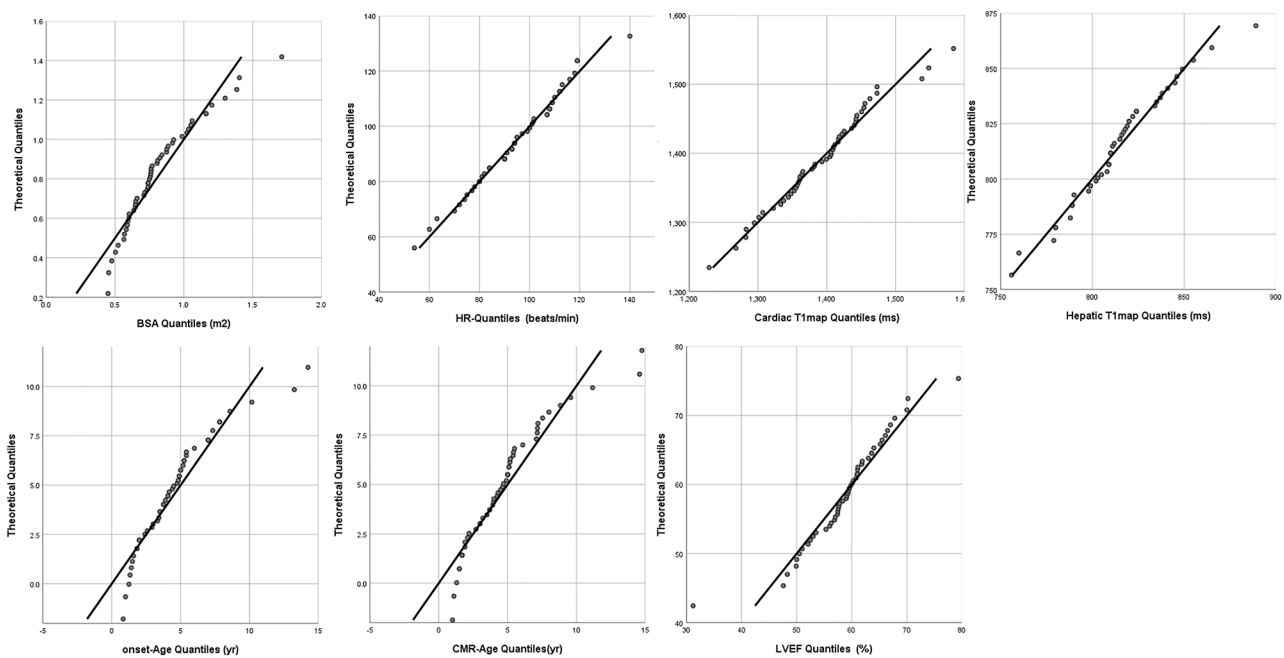 1.6
1.4
1.2
1.0
0.8
0.6
0.4
0.2
Theoretical Quantiles
0.0 0.5 1.0 1.5 2.0
BSA Quantiles (m2)
140
120
100
80
60
40
Theoretical Quantiles
40 60 80 100 120 140
HR-Quantiles (beats/min)
1,600
1,500
1,400
1,300
1,200
Theoretical Quantiles
1,200 1,300 1,400 1,500 1,6
Cardiac T1map Quantiles (ms)
875
850
825
800
775
750
Theoretical Quantiles
750 800 850 900
Hepatic T1map Quantiles (ms)
10.0
7.5
5.0
2.5
0.0
Theoretical Quantiles
-5 0 5 10 15
onset-Age Quantiles (yr)
10.0
7.5
5.0
2.5
0.0
Theoretical Quantiles
-5 0 5 10 15
CMR-Age Quantiles(yr)
80
70
60
50
40
Theoretical Quantiles
30 40 50 60 70 80
LVEF Quantiles (%)